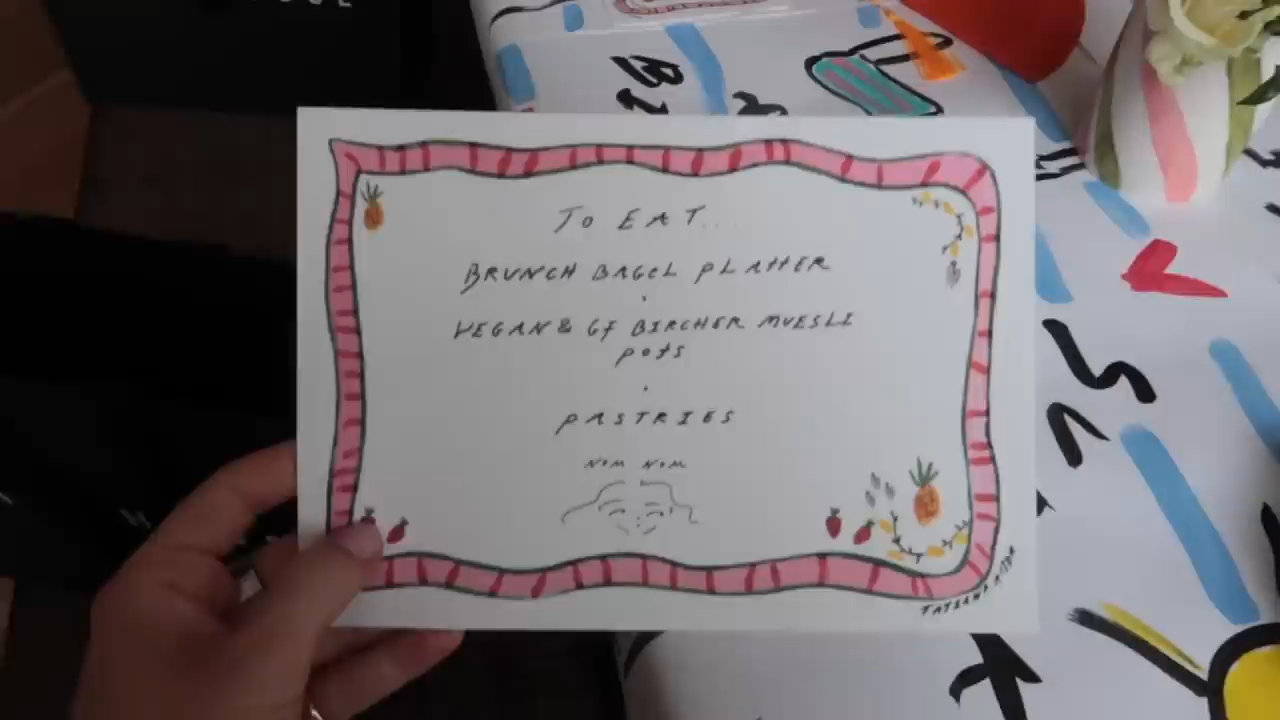 TO EAT....
BRUNCH BAGEL PLATTER
.
VEGAN & GF BIRCHER MUESLI
POTS
.
PASTRIES
NOM NOM